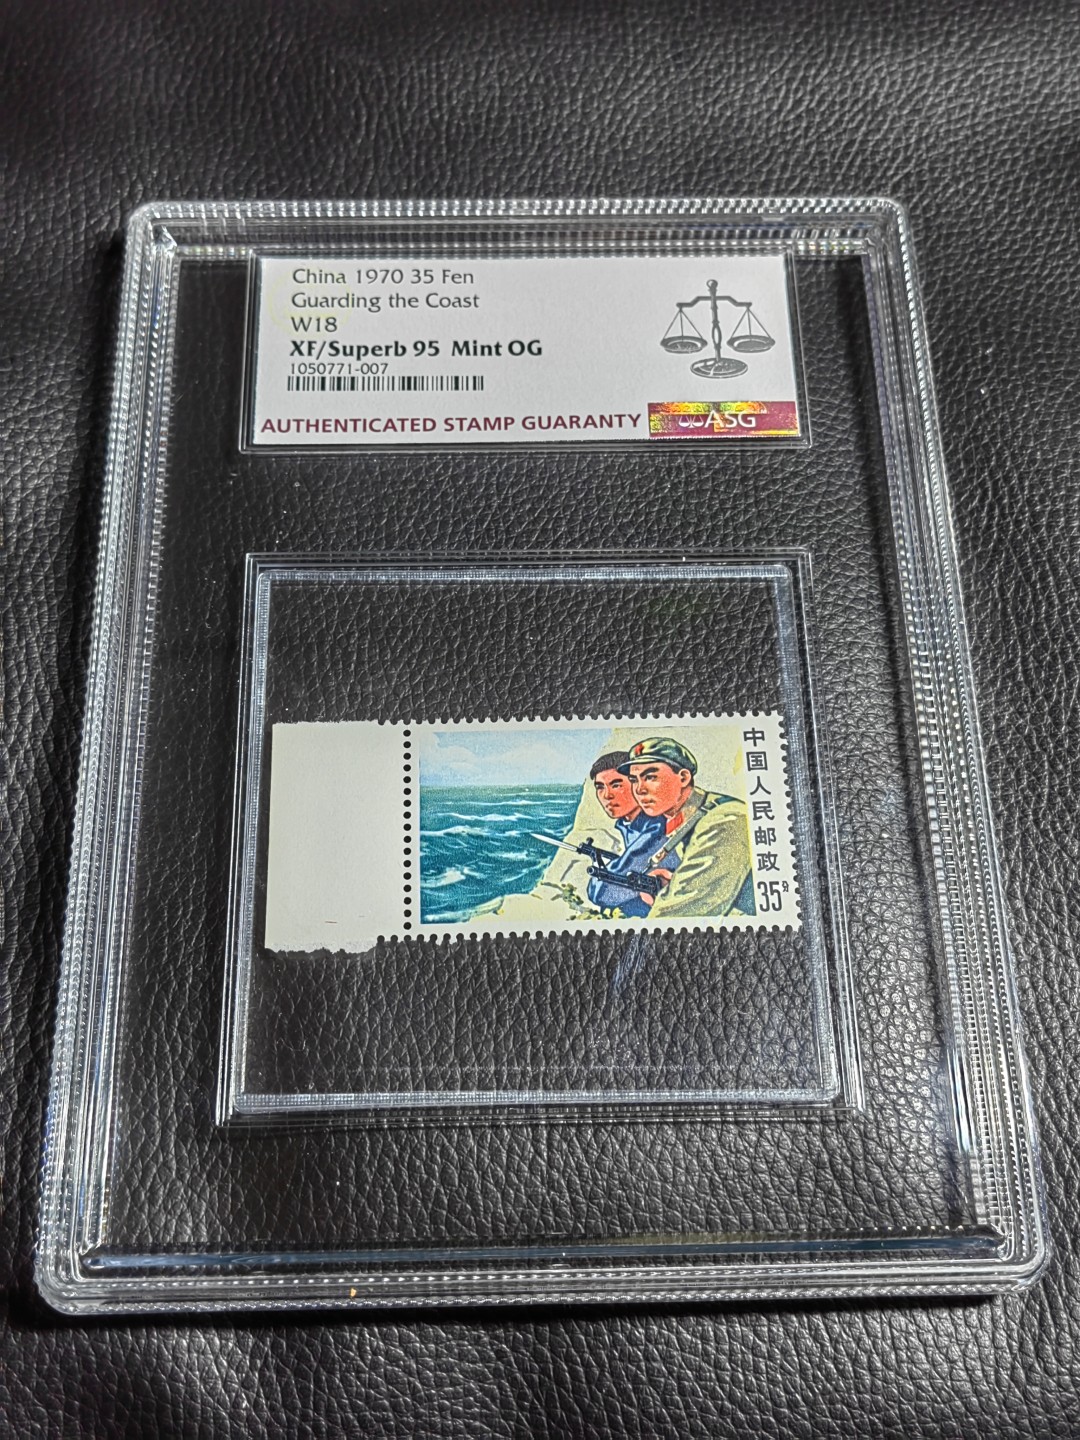 China 1970 35 Fen
Guarding the Coast
W18
XF/Superb 95 Mint OG
1050771-007
AUTHENTICATED STAMP GUARANTY
ASG
中国人民邮政
35分